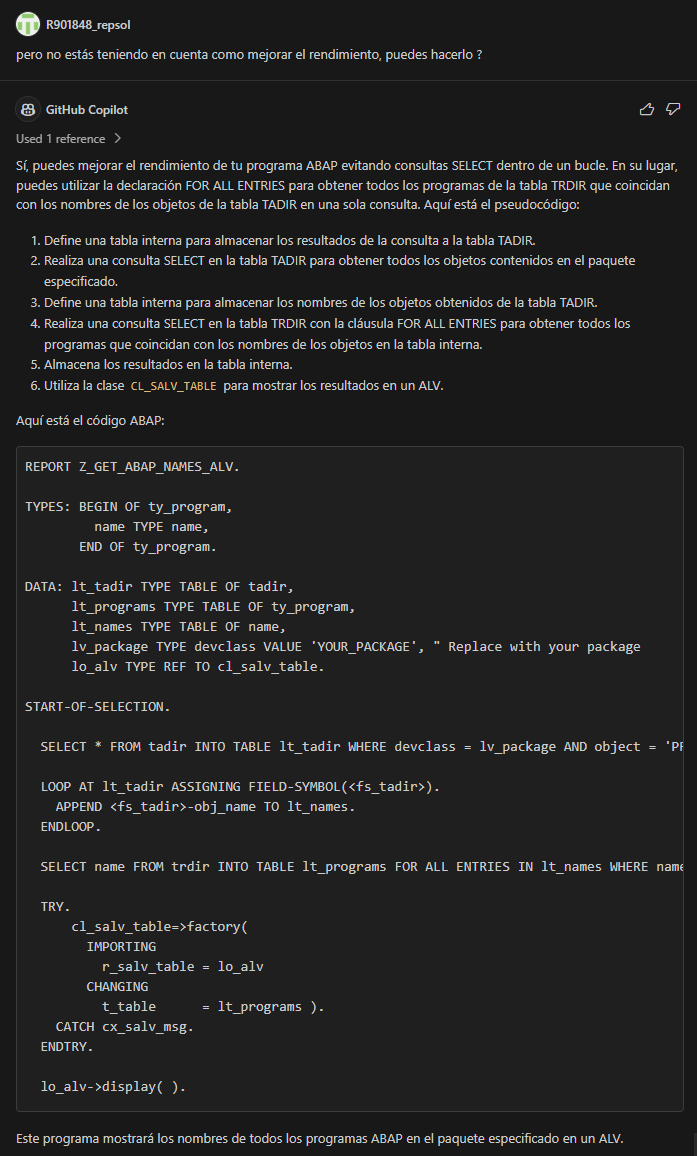 R901848_repsol
pero no estás teniendo en cuenta como mejorar el rendimiento, puedes hacerlo ?
GitHub Copilot
Used 1 reference
Sí, puedes mejorar el rendimiento de tu programa ABAP evitando consultas SELECT dentro de un bucle. En su lugar,
puedes utilizar la declaración FOR ALL ENTRIES para obtener todos los programas de la tabla TRDIR que coincidan
con los nombres de los objetos de la tabla TADIR en una sola consulta. Aquí está el pseudocódigo:
1. Define una tabla interna para almacenar los resultados de la consulta a la tabla TADIR.
2. Realiza una consulta SELECT en la tabla TADIR para obtener todos los objetos contenidos en el paquete
especificado.
3. Define una tabla interna para almacenar los nombres de los objetos obtenidos de la tabla TADIR.
4. Realiza una consulta SELECT en la tabla TRDIR con la cláusula FOR ALL ENTRIES para obtener todos los
programas que coincidan con los nombres de los objetos en la tabla interna.
5. Almacena los resultados en la tabla interna.
6. Utiliza la clase CL_SALV_TABLE para mostrar los resultados en un ALV.
Aquí está el código ABAP:
REPORT Z_GET_ABAP_NAMES_ALV.
TYPES: BEGIN OF ty_program,
name TYPE name,
END OF ty_program.
DATA: lt_tadir TYPE TABLE OF tadir,
lt_programs TYPE TABLE OF ty_program,
lt_names TYPE TABLE OF name,
lv_package TYPE devclass VALUE 'YOUR_PACKAGE', " Replace with your package
lo_alv TYPE REF TO cl_salv_table.
START-OF-SELECTION.
SELECT * FROM tadir INTO TABLE lt_tadir WHERE devclass = lv_package AND object = 'PR
LOOP AT lt_tadir ASSIGNING FIELD-SYMBOL(<fs_tadir>).
APPEND <fs_tadir>-obj_name TO lt_names.
ENDLOOP.
SELECT name FROM trdir INTO TABLE lt_programs FOR ALL ENTRIES IN lt_names WHERE name
TRY.
cl_salv_table=>factory(
IMPORTING
r_salv_table = lo_alv
CHANGING
t_table = lt_programs ).
CATCH cx_salv_msg.
ENDTRY.
lo_alv->display( ).
Este programa mostrará los nombres de todos los programas ABAP en el paquete especificado en un ALV.